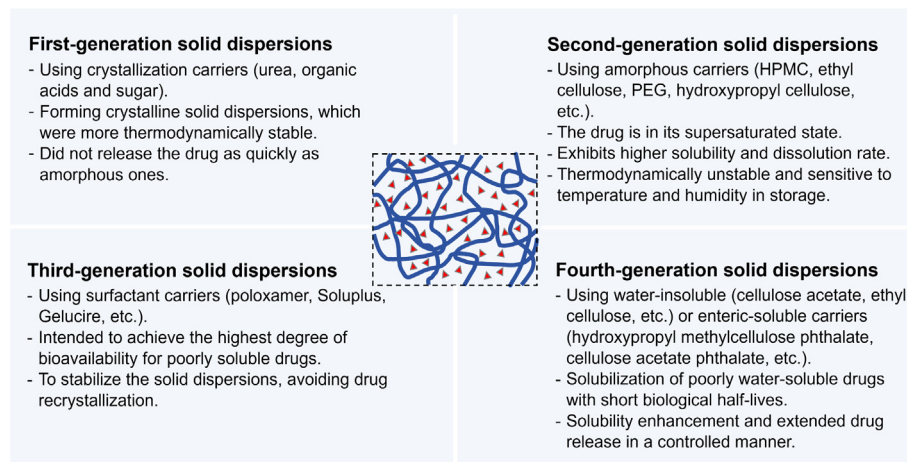 First-generation solid dispersions
- Using crystallization carriers (urea, organic
acids and sugar).
- Forming crystalline solid dispersions, which
were more thermodynamically stable.
- Did not release the drug as quickly as
amorphous ones.
Second-generation solid dispersions
- Using amorphous carriers (HPMC, ethyl
cellulose, PEG, hydroxypropyl cellulose,
etc.).
- The drug is in its supersaturated state.
- Exhibits higher solubility and dissolution rate.
- Thermodynamically unstable and sensitive to
temperature and humidity in storage.
Third-generation solid dispersions
- Using surfactant carriers (poloxamer, Soluplus,
Gelucire, etc.).
- Intended to achieve the highest degree of
bioavailability for poorly soluble drugs.
- To stabilize the solid dispersions, avoiding drug
recrystallization.
Fourth-generation solid dispersions
- Using water-insoluble (cellulose acetate, ethyl
cellulose, etc.) or enteric-soluble carriers
(hydroxypropyl methylcellulose phthalate,
cellulose acetate phthalate, etc.).
- Solubilization of poorly water-soluble drugs
with short biological half-lives.
- Solubility enhancement and extended drug
release in a controlled manner.